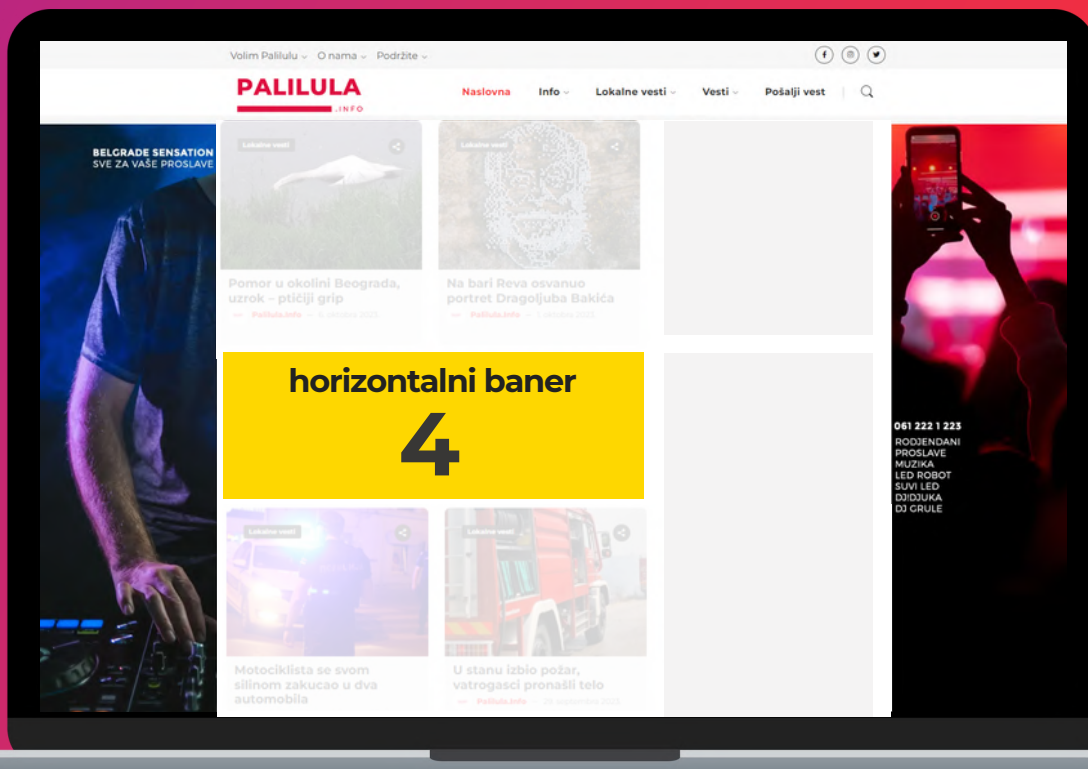 Volim Palilulu O nama Podržite
PALILULA
.INFO
Naslovna Info Lokalne vesti Vesti Pošalji vest
BELGRADE SENSATION
SVE ZA VAŠE PROSLAVE
Lokalne vesti
Pomor u okolini Beograda,
uzrok – ptičiji grip
Palilula.info
Lokalne vesti
Na bari Reva osvanuo
portret Dragoljuba Bakića
Palilula.info
horizontalni baner
4
Lokalne vesti
Motociklista se svom
silinom zakucao u dva
automobila
Lokalne vesti
U stanu izbio požar,
vatrogasci pronašli telo
Palilula.info
061 222 1 223
RODJENDANI
PROSLAVE
MUZIKA
LED ROBOT
SUVI LED
DJ!DJUKA
DJ GRULE